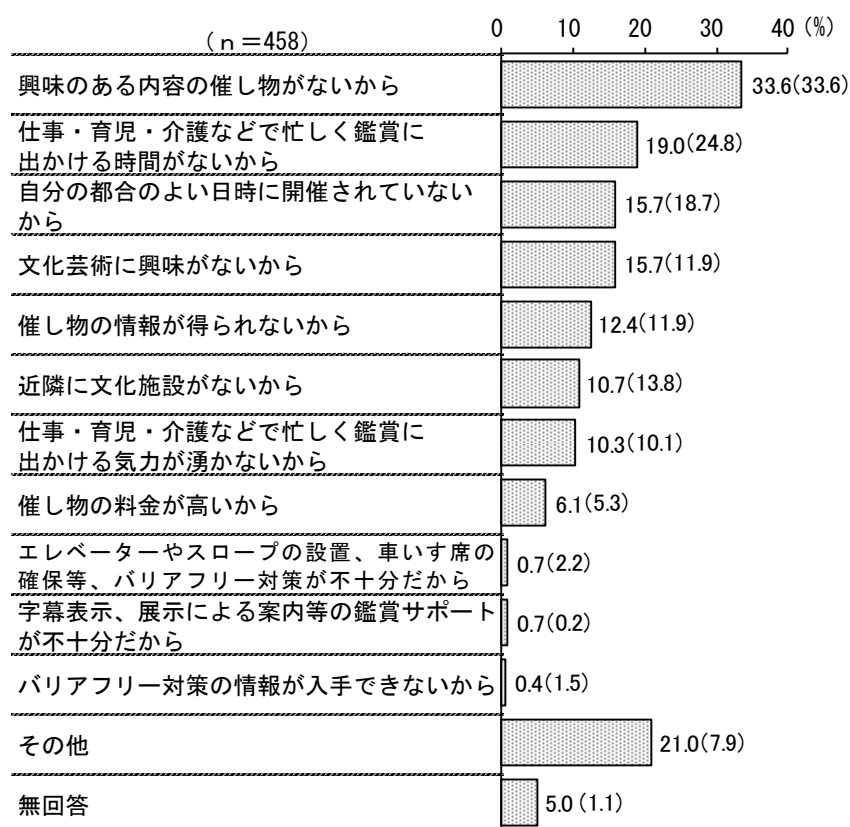 0 10 20 30 40 (%)
(n=458)
興味のある内容の催し物がないから
33.6(33.6)
仕事・育児・介護などで忙しく鑑賞に
出かける時間がないから
19.0(24.8)
自分の都合のよい日時に開催されていない
から
15.7(18.7)
文化芸術に興味がないから
15.7(11.9)
催し物の情報が得られないから
12.4(11.9)
近隣に文化施設がないから
10.7(13.8)
仕事・育児・介護などで忙しく鑑賞に
出かける気力が湧かないから
10.3(10.1)
催し物の料金が高いから
6.1(5.3)
エレベーターやスロープの設置、車いす席の
確保等、バリアフリー対策が不十分だから
0.7(2.2)
字幕表示、展示による案内等の鑑賞サポート
が不十分だから
0.7(0.2)
バリアフリー対策の情報が入手できないから
0.4(1.5)
その他
21.0(7.9)
無回答
5.0(1.1)